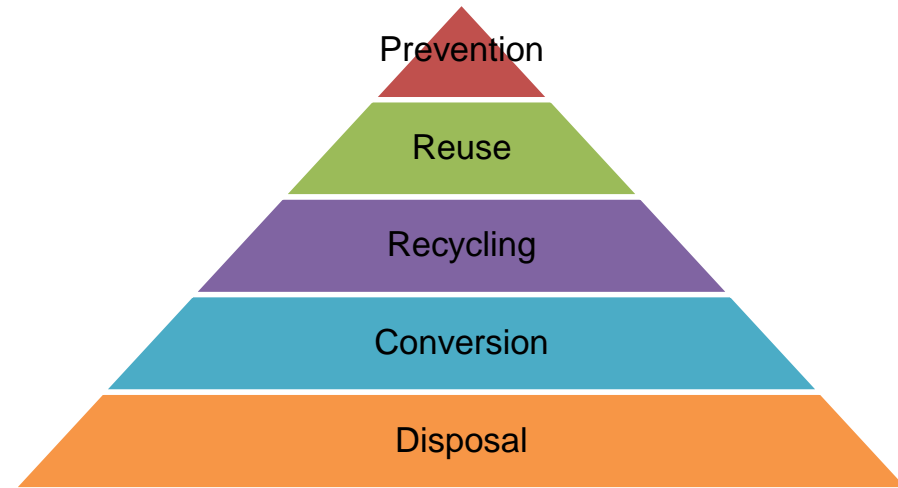 Prevention
Reuse
Recycling
Conversion
Disposal